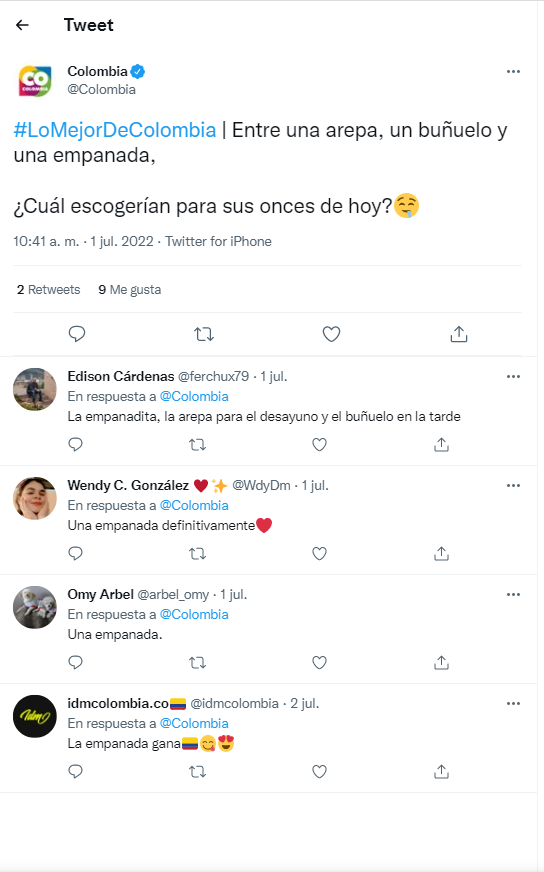 Tweet
CO
COLOMBIA
Colombia
@Colombia
#LoMejorDeColombia | Entre una arepa, un buñuelo y
una empanada,
¿Cuál escogerían para sus onces de hoy?🤤
10:41 a. m. · 1 jul. 2022 · Twitter for iPhone
2 Retweets 9 Me gusta
Edison Cárdenas @ferchux79 · 1 jul.
En respuesta a @Colombia
La empanadita, la arepa para el desayuno y el buñuelo en la tarde
Wendy C. González ♥️✨ @WdyDm · 1 jul.
En respuesta a @Colombia
Una empanada definitivamente❤️
Omy Arbel @arbel_omy · 1 jul.
En respuesta a @Colombia
Una empanada.
Idm
idmcolombia.co🇨🇴 @idmcolombia · 2 jul.
En respuesta a @Colombia
La empanada gana🇨🇴😋😍